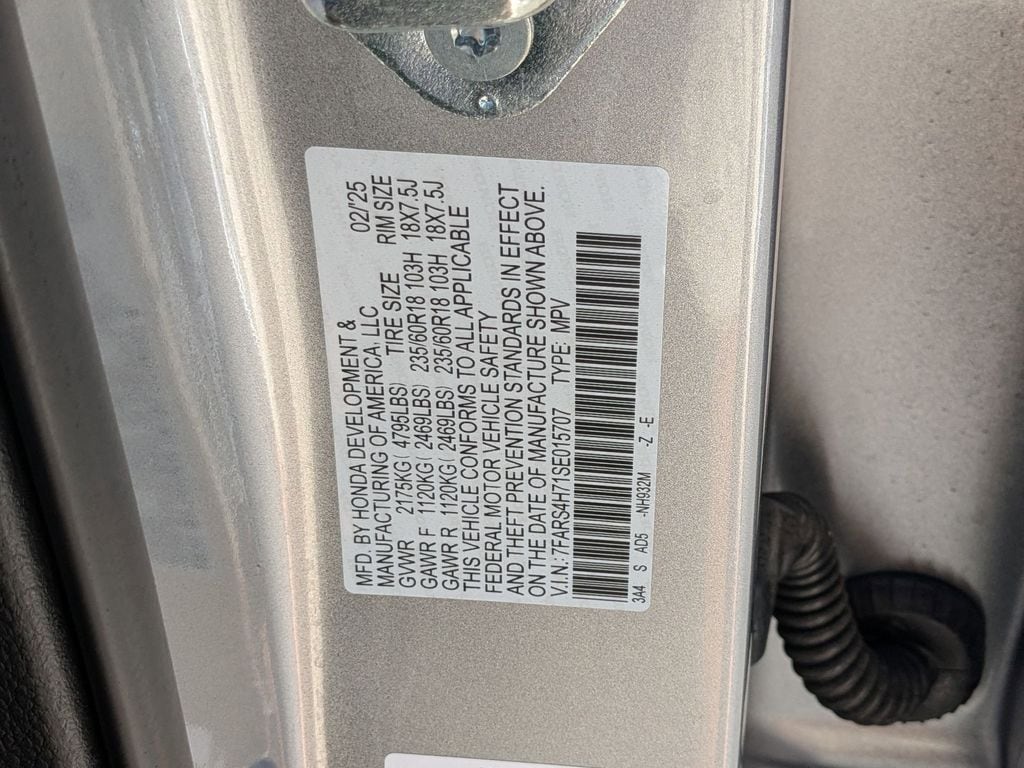 MFD. BY HONDA DEVELOPMENT & 02/'25
MANUFACTURING OF AMERICA, LLC
TIRE SIZE RIM SIZE
GVWR 2175KG( 4795LBS)
GAWR F 1120KG( 2469LBS) 235/60R18 103H 18X7.5J
GAWR R 1120KG( 2469LBS) 235/60R18 103H 18X7.5J
THIS VEHICLE CONFORMS TO ALL APPLICABLE
FEDERAL MOTOR VEHICLE SAFETY
AND THEFT PREVENTION STANDARDS IN EFFECT
ON THE DATE OF MANUFACTURE SHOWN ABOVE.
V.I.N.: 7FARS4H71SE015707 TYPE: MPV
3A4 S AD5 -NH932M -Z -E